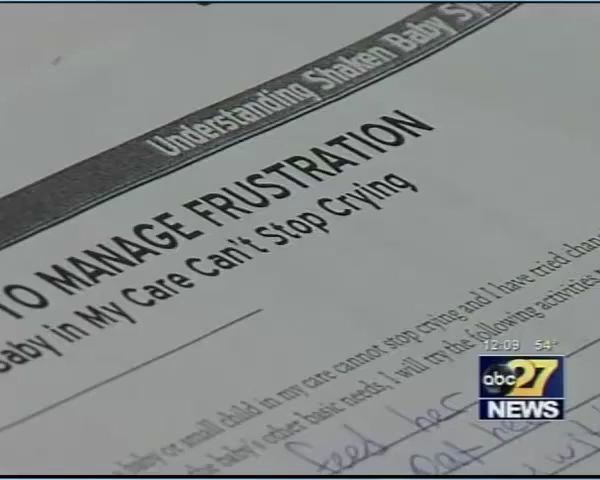 Understanding Shaken Baby
TO MANAGE FRUSTRATION
Baby in My Care Can't Stop Crying
baby or small child in my care cannot stop crying and I have tried
the baby's other basic needs, I will try the following activities
feel her
12:09 54°
abc27
NEWS